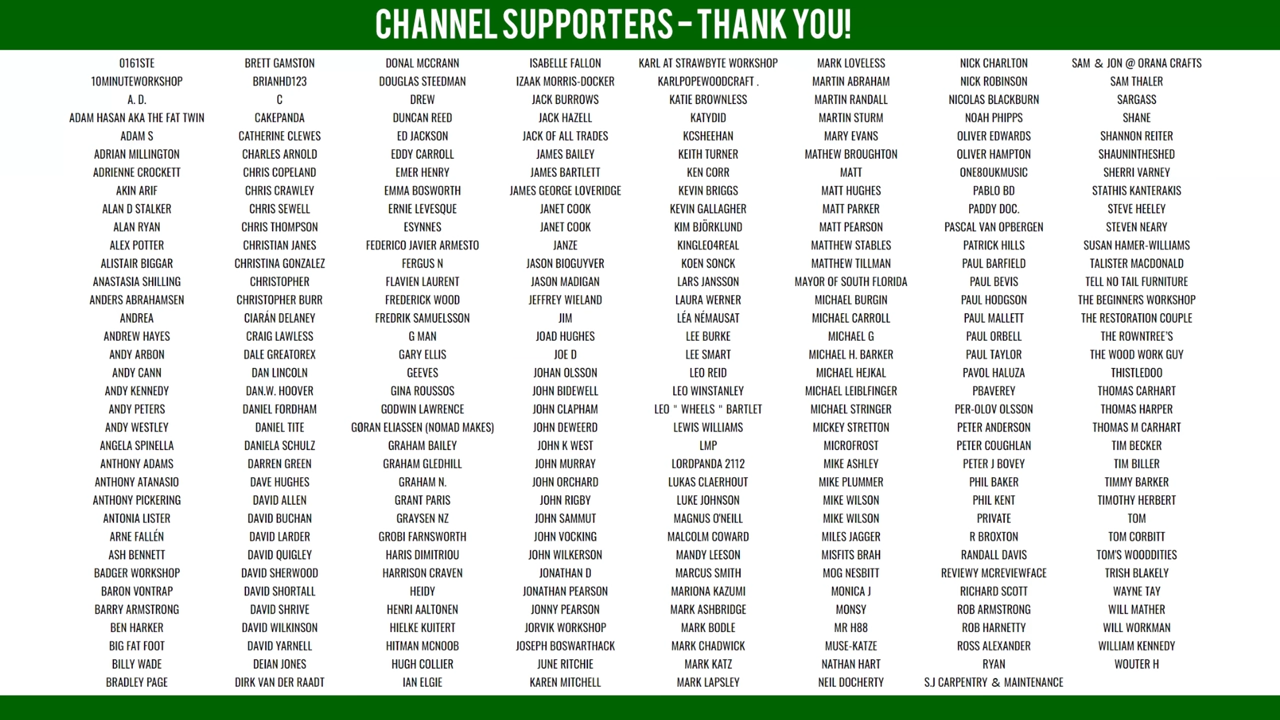 CHANNEL SUPPORTERS – THANK YOU!
0161STE
10MINUTEWORKSHOP
A. D.
ADAM HASAN AKA THE FAT TWIN
ADAM S
ADRIAN MILLINGTON
ADRIENNE CROCKETT
AKIN ARIF
ALAN D STALKER
ALAN RYAN
ALEX POTTER
ALISTAIR BIGGAR
ANASTASIA SHILLING
ANDERS ABRAHAMSEN
ANDREA
ANDREW HAYES
ANDY ARBON
ANDY CANN
ANDY KENNEDY
ANDY PETERS
ANDY WESTLEY
ANGELA SPINELLA
ANTHONY ADAMS
ANTHONY ATANASIO
ANTHONY PICKERING
ANTONIA LISTER
ARNE FALLÉN
ASH BENNETT
BADGER WORKSHOP
BARON VONTRAP
BARRY ARMSTRONG
BEN HARKER
BIG FAT FOOT
BILLY WADE
BRADLEY PAGE
BRETT GAMSTON
BRIANHD123
C
CAKEPANDA
CATHERINE CLEWES
CHARLES ARNOLD
CHRIS COPELAND
CHRIS CRAWLEY
CHRIS SEWELL
CHRIS THOMPSON
CHRISTIAN JANES
CHRISTINA GONZALEZ
CHRISTOPHER
CHRISTOPHER BURR
CIARÁN DELANEY
CRAIG LAWLESS
DALE GREATOREX
DAN LINCOLN
DAN.W. HOOVER
DANIEL FORDHAM
DANIEL TITE
DANIELA SCHULZ
DARREN GREEN
DAVE HUGHES
DAVID ALLEN
DAVID BUCHAN
DAVID LARDER
DAVID QUIGLEY
DAVID SHERWOOD
DAVID SHORTALL
DAVID SHRIVE
DAVID WILKINSON
DAVID YARNELL
DEIAN JONES
DIRK VAN DER RAADT
DONAL MCCRANN
DOUGLAS STEEDMAN
DREW
DUNCAN REED
ED JACKSON
EDDY CARROLL
EMER HENRY
EMMA BOSWORTH
ERNIE LEVESQUE
ESYNNES
FEDERICO JAVIER ARMESTO
FERGUS N
FLAVIEN LAURENT
FREDERICK WOOD
FREDRIK SAMUELSSON
G MAN
GARY ELLIS
GEEVES
GINA ROUSSOS
GODWIN LAWRENCE
GØRAN ELIASSEN (NOMAD MAKES)
GRAHAM BAILEY
GRAHAM GLEDHILL
GRAHAM N.
GRANT PARIS
GRAYSEN NZ
GROBI FARNSWORTH
HARIS DIMITRIOU
HARRISON CRAVEN
HEIDY
HENRI AALTONEN
HIELKE KUITERT
HITMAN MCNOOB
HUGH COLLIER
IAN ELGIE
ISABELLE FALLON
IZAAK MORRIS-DOCKER
JACK BURROWS
JACK HAZELL
JACK OF ALL TRADES
JAMES BAILEY
JAMES BARTLETT
JAMES GEORGE LOVERIDGE
JANET COOK
JANET COOK
JANZE
JASON BIOGUYVER
JASON MADIGAN
JEFFREY WIELAND
JIM
JOAD HUGHES
JOE D
JOHAN OLSSON
JOHN BIDEWELL
JOHN CLAPHAM
JOHN DEWEERD
JOHN K WEST
JOHN MURRAY
JOHN ORCHARD
JOHN RIGBY
JOHN SAMMUT
JOHN VOCKING
JOHN WILKERSON
JONATHAN D
JONATHAN PEARSON
JONNY PEARSON
JORVIK WORKSHOP
JOSEPH BOSWARTHACK
JUNE RITCHIE
KAREN MITCHELL
KARL AT STRAWBYTE WORKSHOP
KARLPOPEWOODCRAFT .
KATIE BROWNLESS
KATYDID
KCSHEEHAN
KEITH TURNER
KEN CORR
KEVIN BRIGGS
KEVIN GALLAGHER
KIM BJÖRKLUND
KINGLEO4REAL
KOEN SONCK
LARS JANSSON
LAURA WERNER
LÉA NÉMAUSAT
LEE BURKE
LEE SMART
LEO REID
LEO WINSTANLEY
LEO " WHEELS " BARTLET
LEWIS WILLIAMS
LMP
LORDPANDA 2112
LUKAS CLAERHOUT
LUKE JOHNSON
MAGNUS O'NEILL
MALCOLM COWARD
MANDY LEESON
MARCUS SMITH
MARIONA KAZUMI
MARK ASHBRIDGE
MARK BODLE
MARK CHADWICK
MARK KATZ
MARK LAPSLEY
MARK LOVELESS
MARTIN ABRAHAM
MARTIN RANDALL
MARTIN STURM
MARY EVANS
MATHEW BROUGHTON
MATT
MATT HUGHES
MATT PARKER
MATT PEARSON
MATTHEW STABLES
MATTHEW TILLMAN
MAYOR OF SOUTH FLORIDA
MICHAEL BURGIN
MICHAEL CARROLL
MICHAEL G
MICHAEL H. BARKER
MICHAEL HEJKAL
MICHAEL LEIBLFINGER
MICHAEL STRINGER
MICKEY STRETTON
MICROFROST
MIKE ASHLEY
MIKE PLUMMER
MIKE WILSON
MIKE WILSON
MILES JAGGER
MISFITS BRAH
MOG NESBITT
MONICA J
MONSY
MR H88
MUSE-KATZE
NATHAN HART
NEIL DOCHERTY
NICK CHARLTON
NICK ROBINSON
NICOLAS BLACKBURN
NOAH PHIPPS
OLIVER EDWARDS
OLIVER HAMPTON
ONE80UKMUSIC
PABLO BD
PADDY DOC.
PASCAL VAN OPBERGEN
PATRICK HILLS
PAUL BARFIELD
PAUL BEVIS
PAUL HODGSON
PAUL MALLETT
PAUL ORBELL
PAUL TAYLOR
PAVOL HALUZA
PBAVEREY
PER-OLOV OLSSON
PETER ANDERSON
PETER COUGHLAN
PETER J BOVEY
PHIL BAKER
PHIL KENT
PRIVATE
R BROXTON
RANDALL DAVIS
REVIEWY MCREVIEWFACE
RICHARD SCOTT
ROB ARMSTRONG
ROB HARNETTY
ROSS ALEXANDER
RYAN
S.J CARPENTRY & MAINTENANCE
SAM & JON @ ORANA CRAFTS
SAM THALER
SARGASS
SHANE
SHANNON REITER
SHAUNINTHESHED
SHERRI VARNEY
STATHIS KANTERAKIS
STEVE HEELEY
STEVEN NEARY
SUSAN HAMER-WILLIAMS
TALISTER MACDONALD
TELL NO TAIL FURNITURE
THE BEGINNERS WORKSHOP
THE RESTORATION COUPLE
THE ROWNTREE'S
THE WOOD WORK GUY
THISTLEDOO
THOMAS CARHART
THOMAS HARPER
THOMAS M CARHART
TIM BECKER
TIM BILLER
TIMMY BARKER
TIMOTHY HERBERT
TOM
TOM CORBITT
TOM'S WOODDITIES
TRISH BLAKELY
WAYNE TAY
WILL MATHER
WILL WORKMAN
WILLIAM KENNEDY
WOUTER H